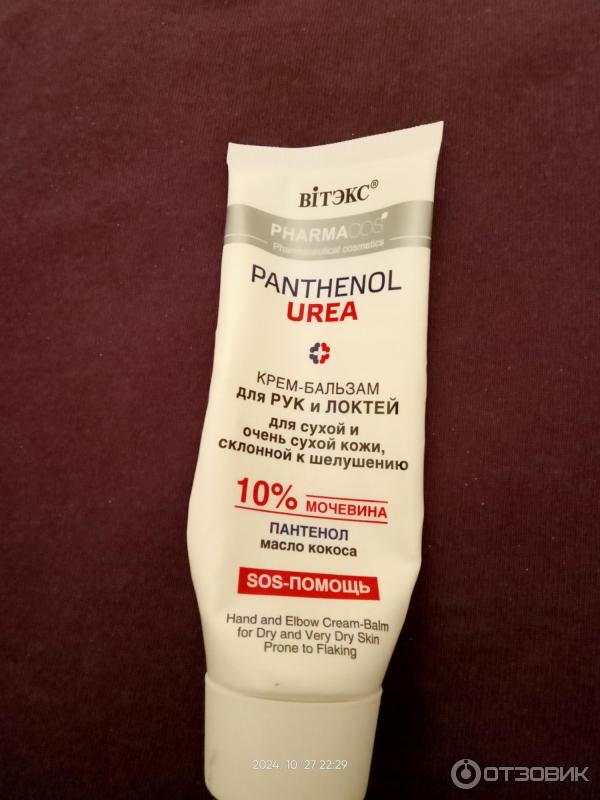 ВІТЭКС®
PHARMACOS
Pharmaceutical cosmetics
PANTHENOL
UREA
КРЕМ-БАЛЬЗАМ
для РУК и ЛОКТЕЙ
для сухой и
очень сухой кожи,
склонной к шелушению
10% МОЧЕВИНА
ПАНТЕНОЛ
масло кокоса
SOS-ПОМОЩЬ
Hand and Elbow Cream-Balm
for Dry and Very Dry Skin
Prone to Flaking
2024 10 27 22:29
ОТЗОВИК